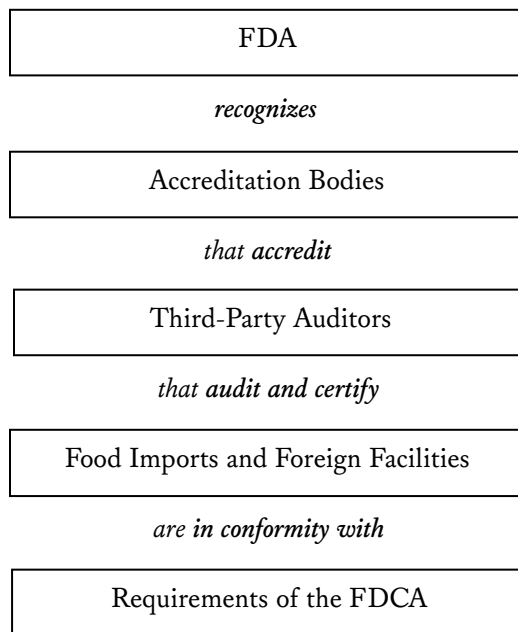 FDA
recognizes
Accreditation Bodies
that accredit
Third-Party Auditors
that audit and certify
Food Imports and Foreign Facilities
are in conformity with
Requirements of the FDCA